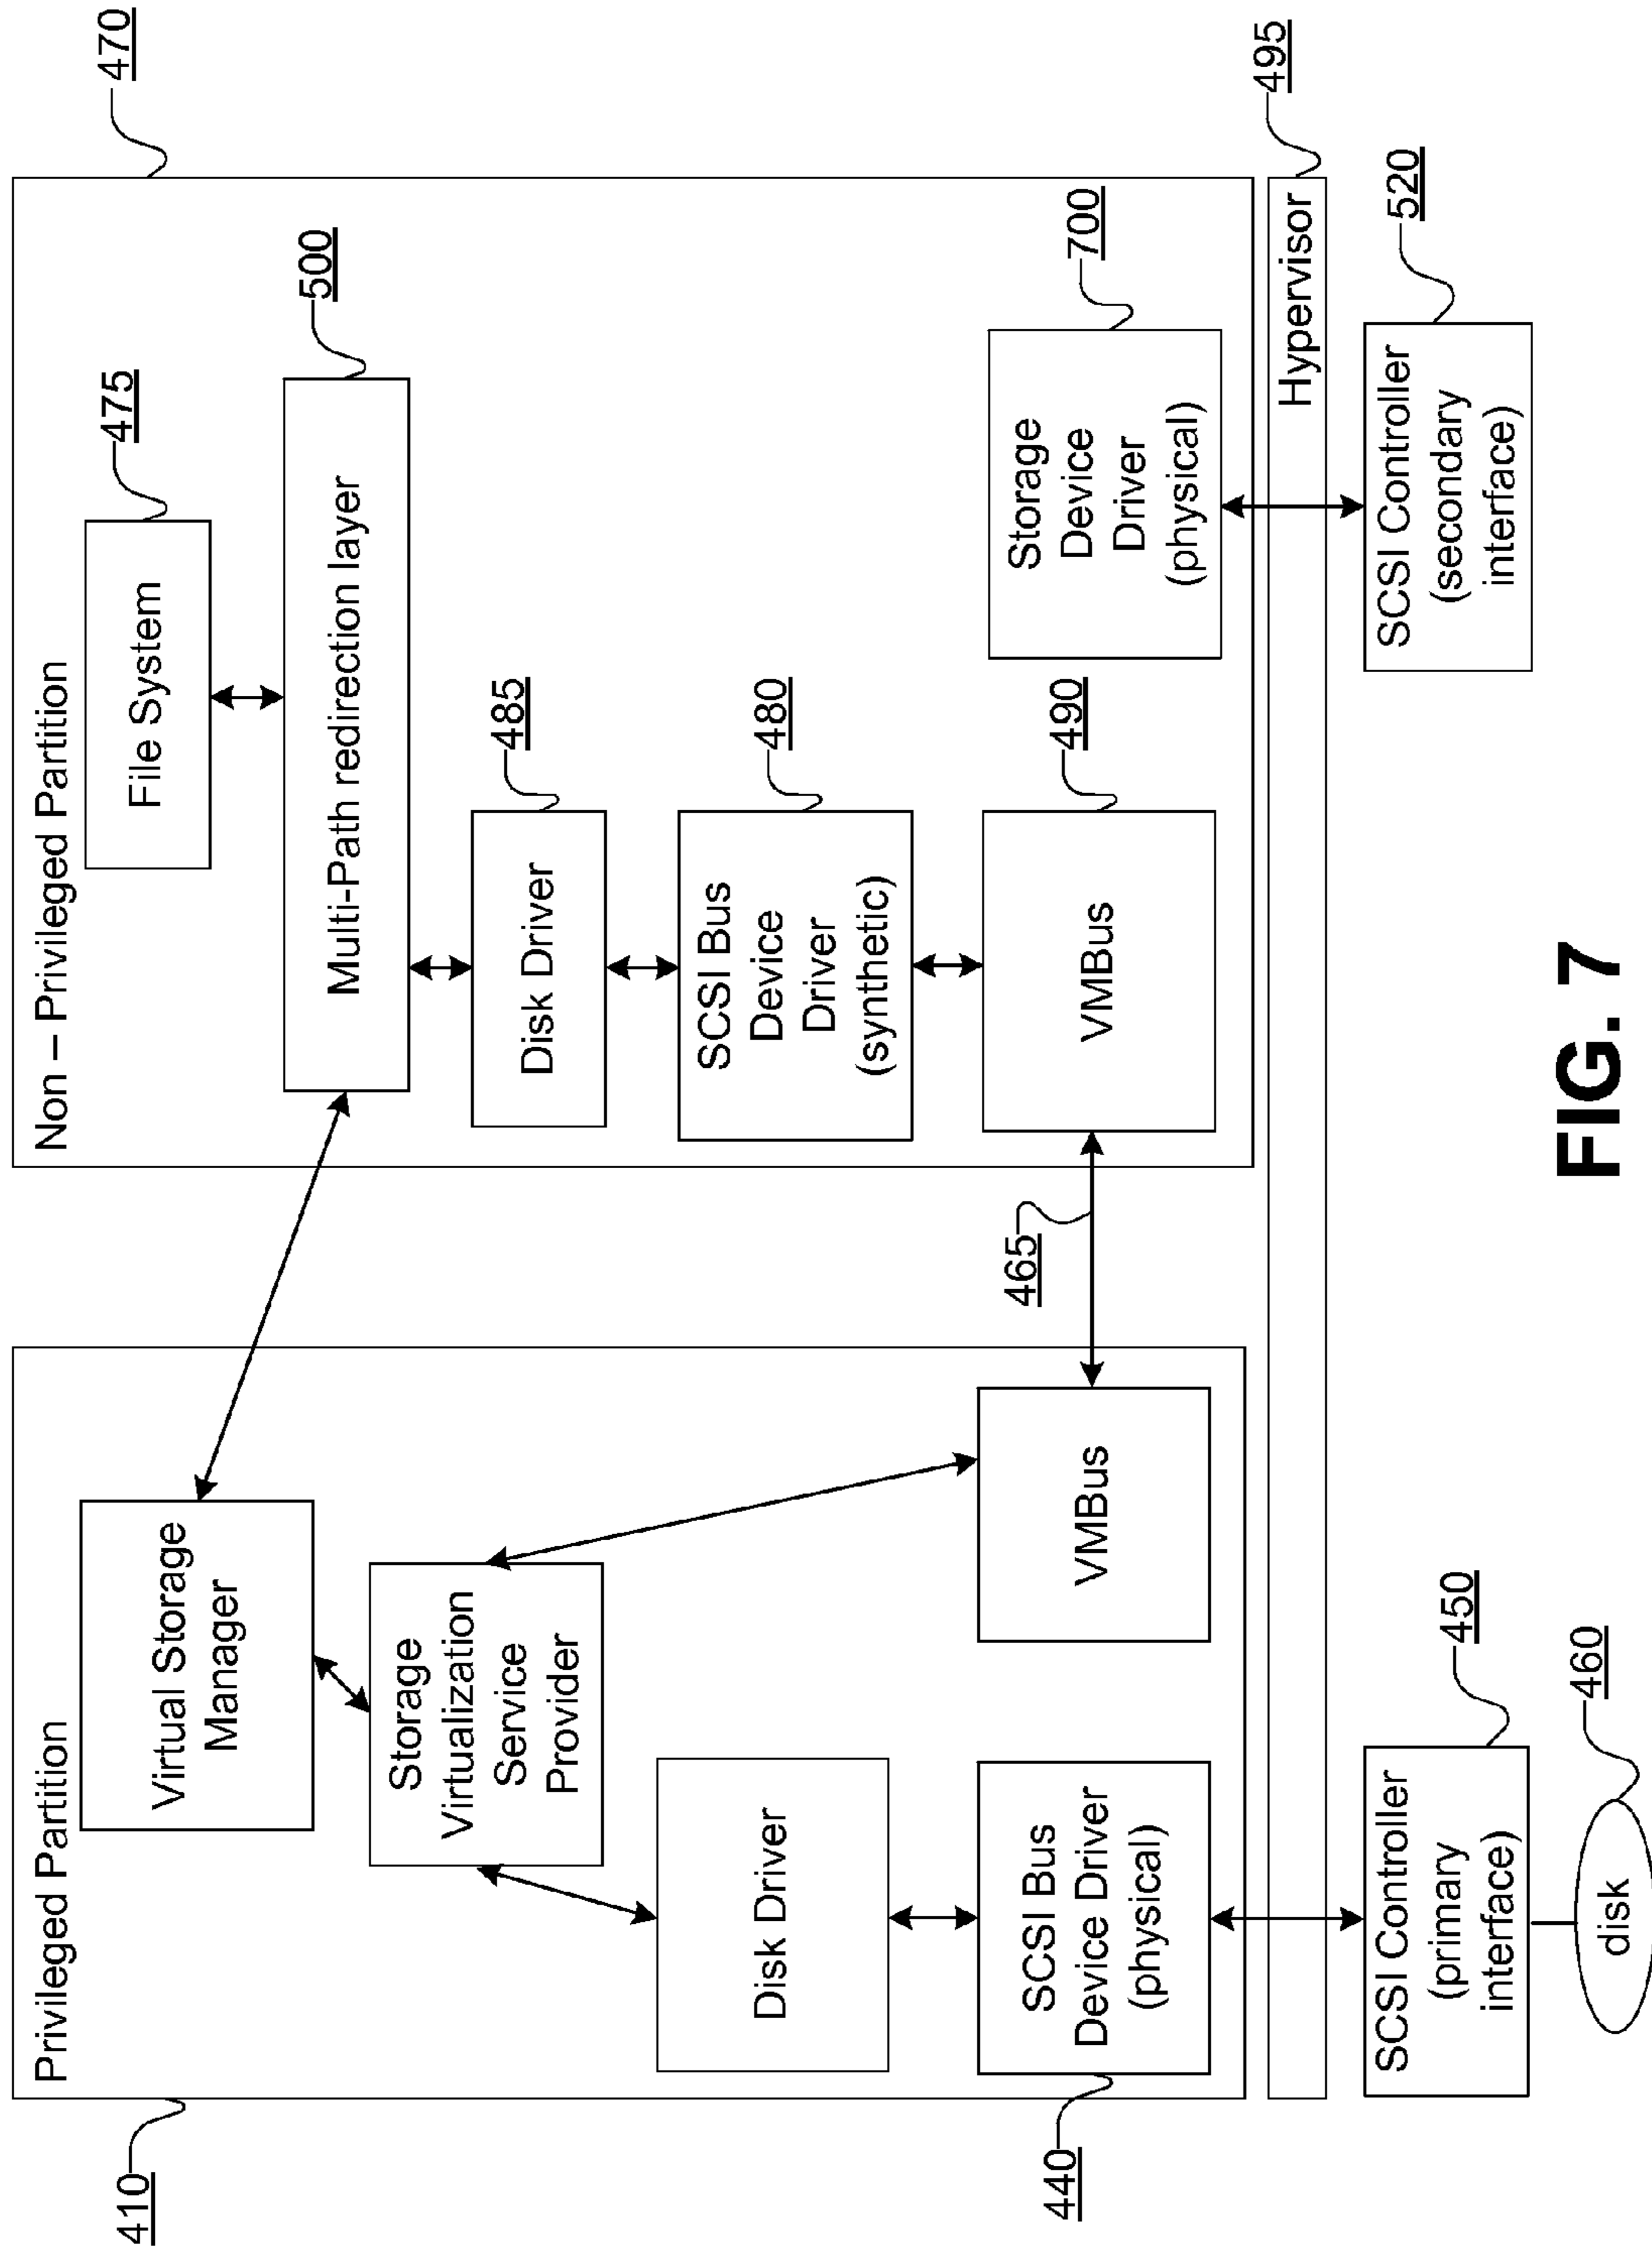 Privileged Partition
410
Virtual Storage
Manager
Storage
Virtualization
Service
Provider
Disk Driver
SCSI Bus
Device Driver
(physical)
440
VMBus
465
Non – Privileged Partition
470
File System
475
Multi-Path redirection layer
500
Disk Driver
485
SCSI Bus
Device
Driver
(synthetic)
480
VMBus
490
Storage
Device
Driver
(physical)
700
Hypervisor
495
SCSI Controller
(primary
interface)
450
disk
460
SCSI Controller
(secondary
interface)
520
FIG. 7